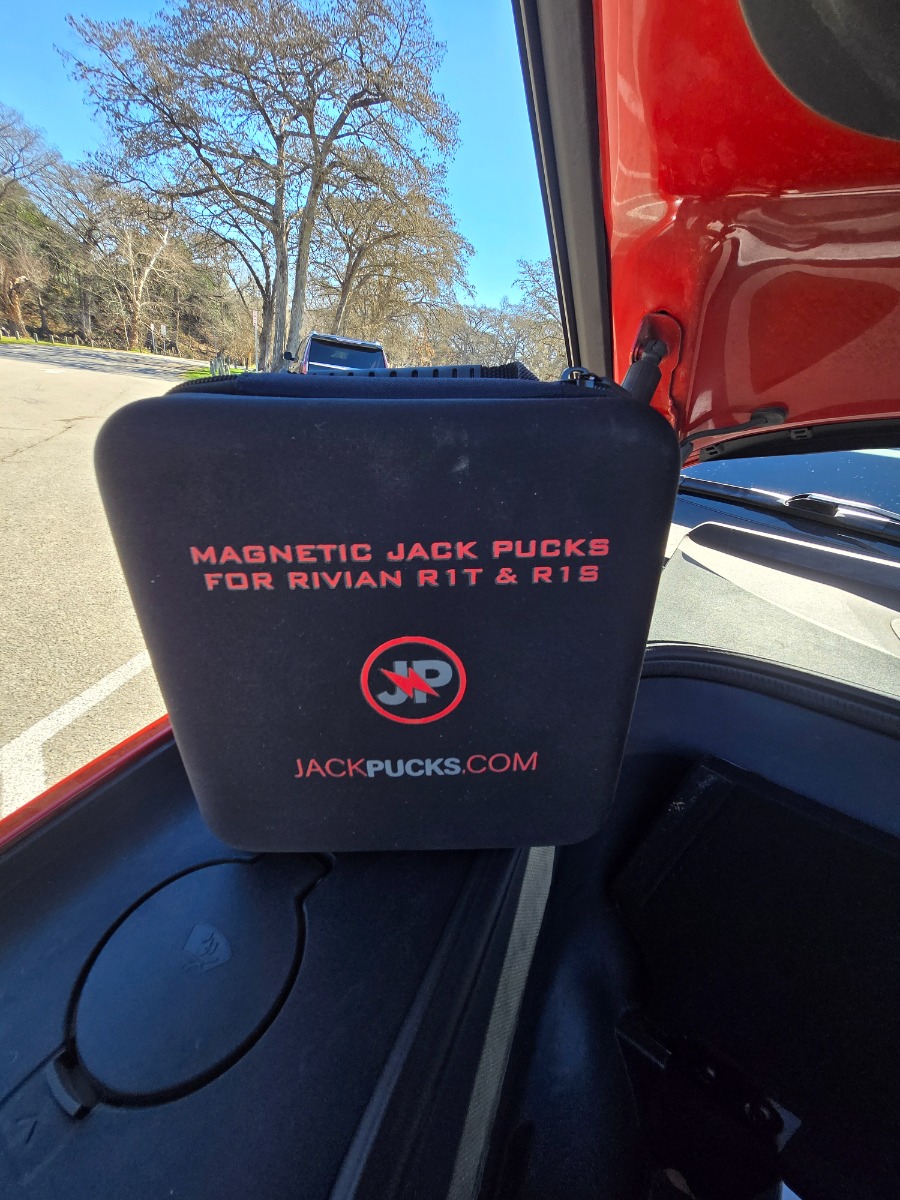 MAGNETIC JACK PUCKS
FOR RIVIAN R1T & R1S
JP
JACKPUCKS.COM